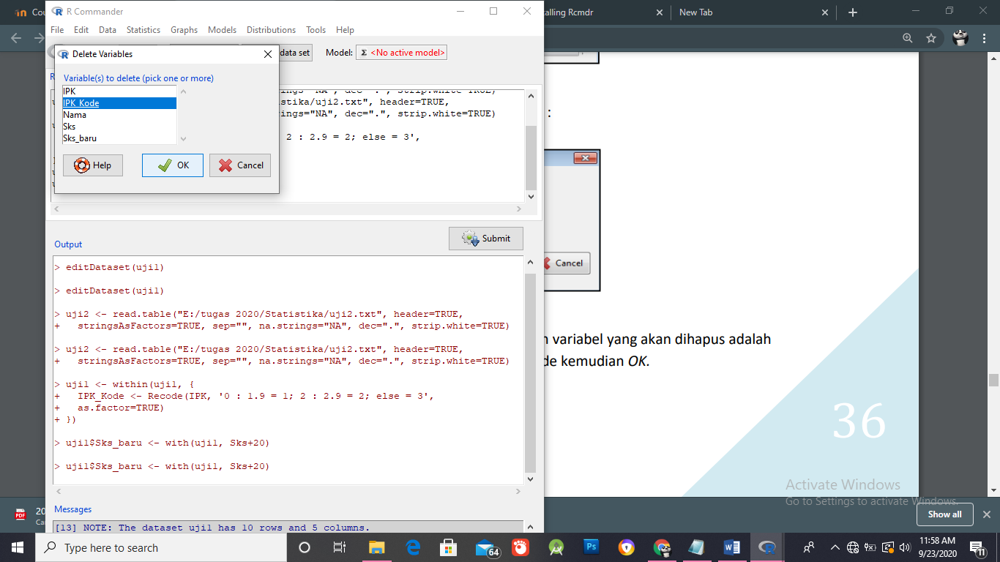 Cou
R Commander
alling Rcmdr
New Tab
File Edit Data Statistics Graphs Models Distributions Tools Help
Delete Variables
data set
Model:
Σ <No active model>
Variable(s) to delete (pick one or more)
IPK
IPK_Kode
Nama
Sks
Sks_baru
Help
OK
Cancel
stika/uji2.txt", header=TRUE,
ings="NA", dec=".", strip.white=TRUE)
2 : 2.9 = 2; else = 3',
:
Submit
Output
Cancel
> editDataset(uji1)
> editDataset(uji1)
> uji2 <- read.table("E:/tugas 2020/Statistika/uji2.txt", header=TRUE,
+   stringsAsFactors=TRUE, sep="", na.strings="NA", dec=".", strip.white=TRUE)
> uji2 <- read.table("E:/tugas 2020/Statistika/uji2.txt", header=TRUE,
+   stringsAsFactors=TRUE, sep="", na.strings="NA", dec=".", strip.white=TRUE)
> uji1 <- within(uji1, {
+   IPK_Kode <- Recode(IPK, '0 : 1.9 = 1; 2 : 2.9 = 2; else = 3',
+   as.factor=TRUE)
+ })
> uji1$Sks_baru <- with(uji1, Sks+20)
> uji1$Sks_baru <- with(uji1, Sks+20)
n variabel yang akan dihapus adalah
de kemudian OK.
36
Activate Windows
Go to Settings to activate Windows.
Messages
[13] NOTE: The dataset uji1 has 10 rows and 5 columns.
PDF
20
Ca
Show all
Type here to search
64
Ps
11:58 AM
9/23/2020
11